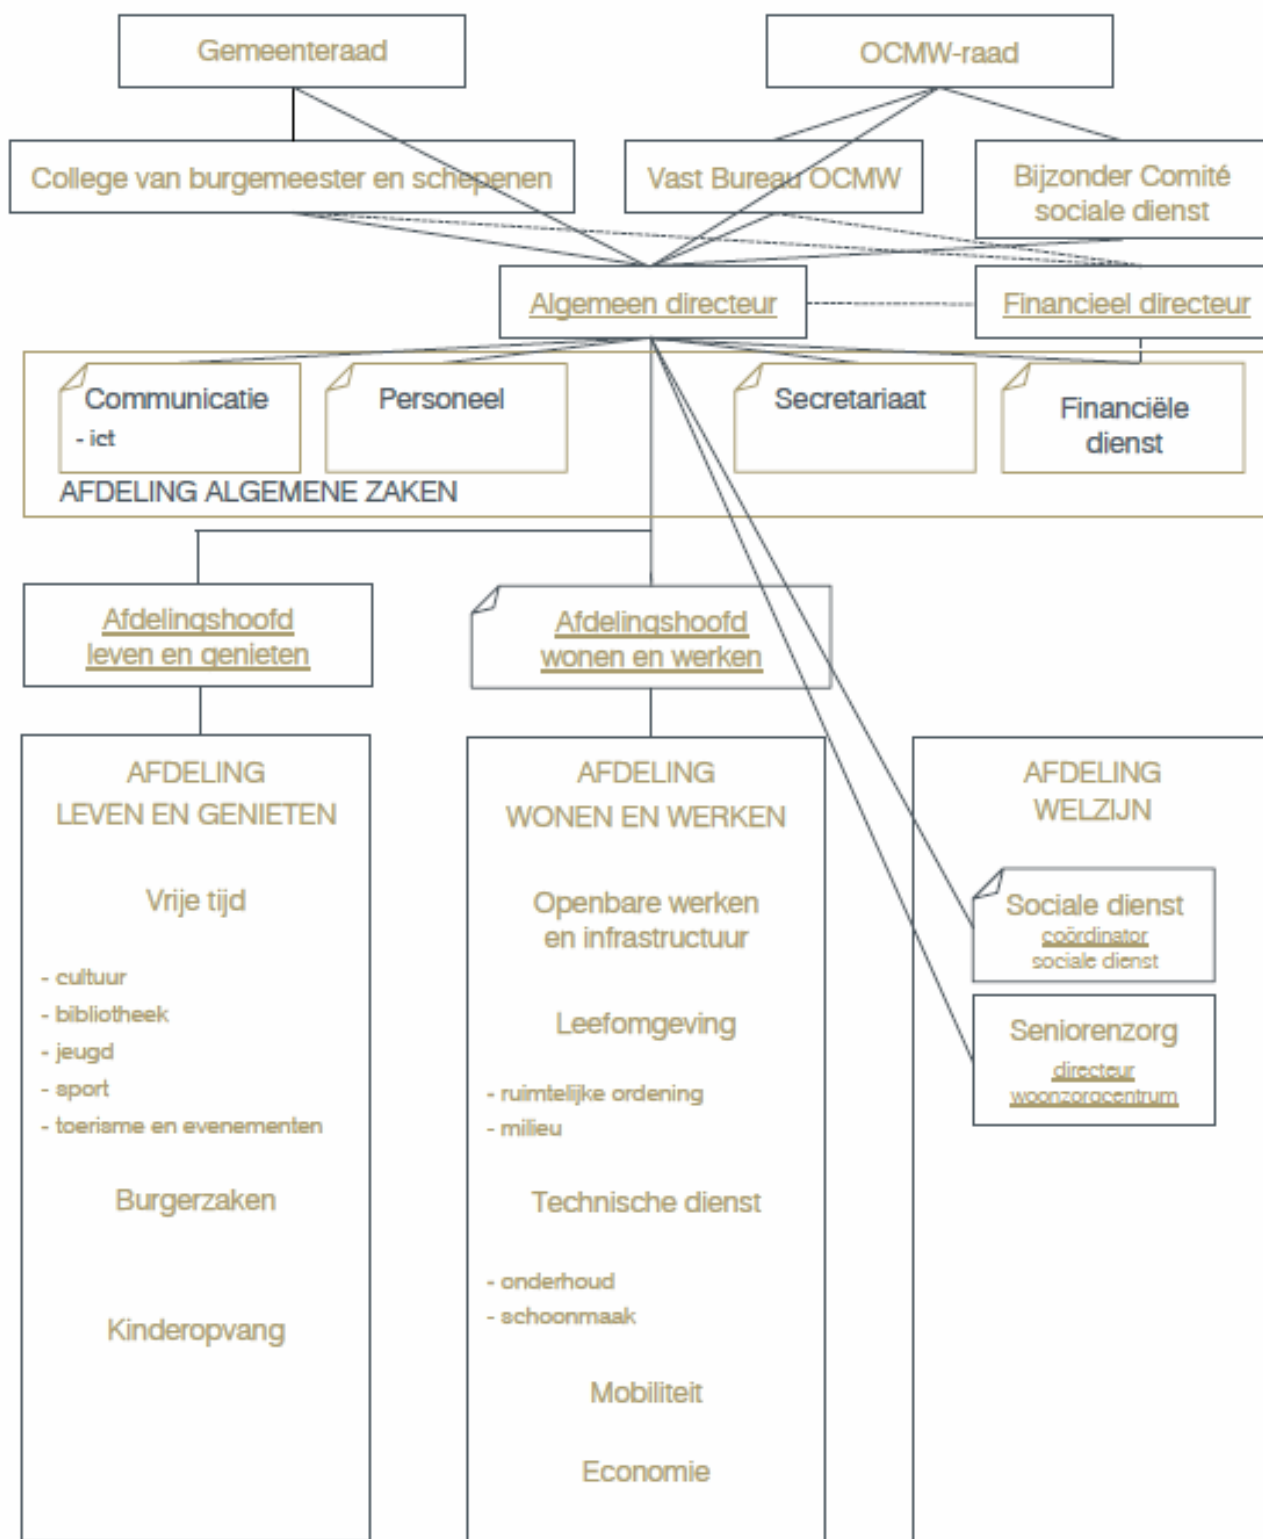 Gemeenteraad
OCMW-raad
College van burgemeester en schepenen
Vast Bureau OCMW
Bijzonder Comité
sociale dienst
Algemeen directeur
Financieel directeur
Communicatie
- ict
Personeel
Secretariaat
Financiële
dienst
AFDELING ALGEMENE ZAKEN
Afdelingshoofd
leven en genieten
Afdelingshoofd
wonen en werken
AFDELING
LEVEN EN GENIETEN
Vrije tijd
- cultuur
- bibliotheek
- jeugd
- sport
- toerisme en evenementen
Burgerzaken
Kinderopvang
AFDELING
WONEN EN WERKEN
Openbare werken
en infrastructuur
Leefomgeving
- ruimtelijke ordening
- milieu
Technische dienst
- onderhoud
- schoonmaak
Mobiliteit
Economie
AFDELING
WELZIJN
Sociale dienst
coördinator
sociale dienst
Seniorenzorg
directeur
woonzorgcentrum